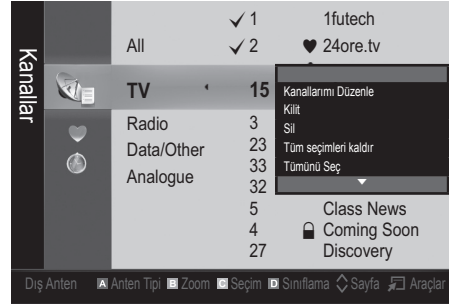 Kanallar
✓ 1 1futech
All ✓ 2 ♥ 24ore.tv
TV 15
Radio 3
Data/Other 23
Analogue 33
32
5 Class News
4 Coming Soon
27 Discovery
Kanallarımı Düzenle
Kilit
Sil
Tüm seçimleri kaldır
Tümünü Seç
Dış Anten A Anten Tipi B Zoom C Seçim D Sınıflama Sayfa Araçlar